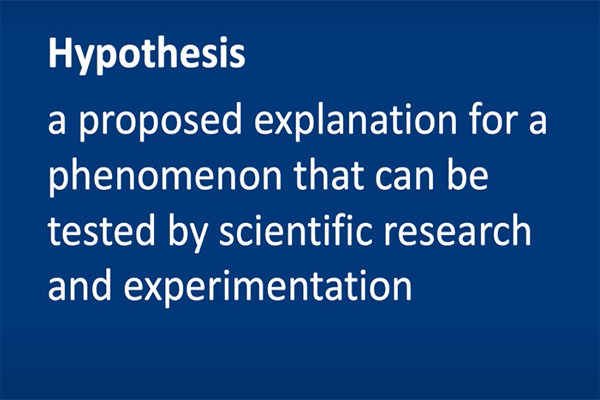 Hypothesis
a proposed explanation for a
phenomenon that can be
tested by scientific research
and experimentation